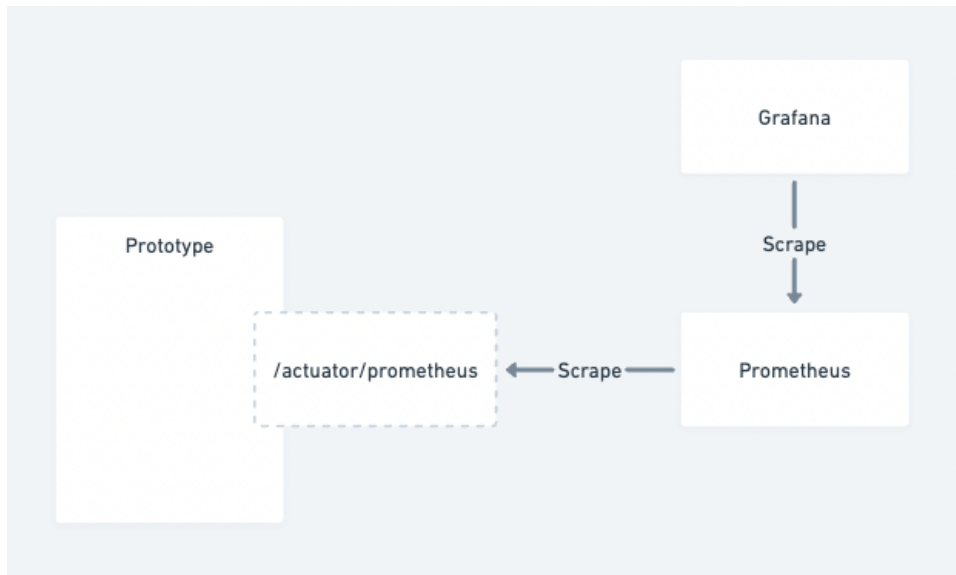 Grafana
Scrape
Prototype
/actuator/prometheus
Scrape
Prometheus